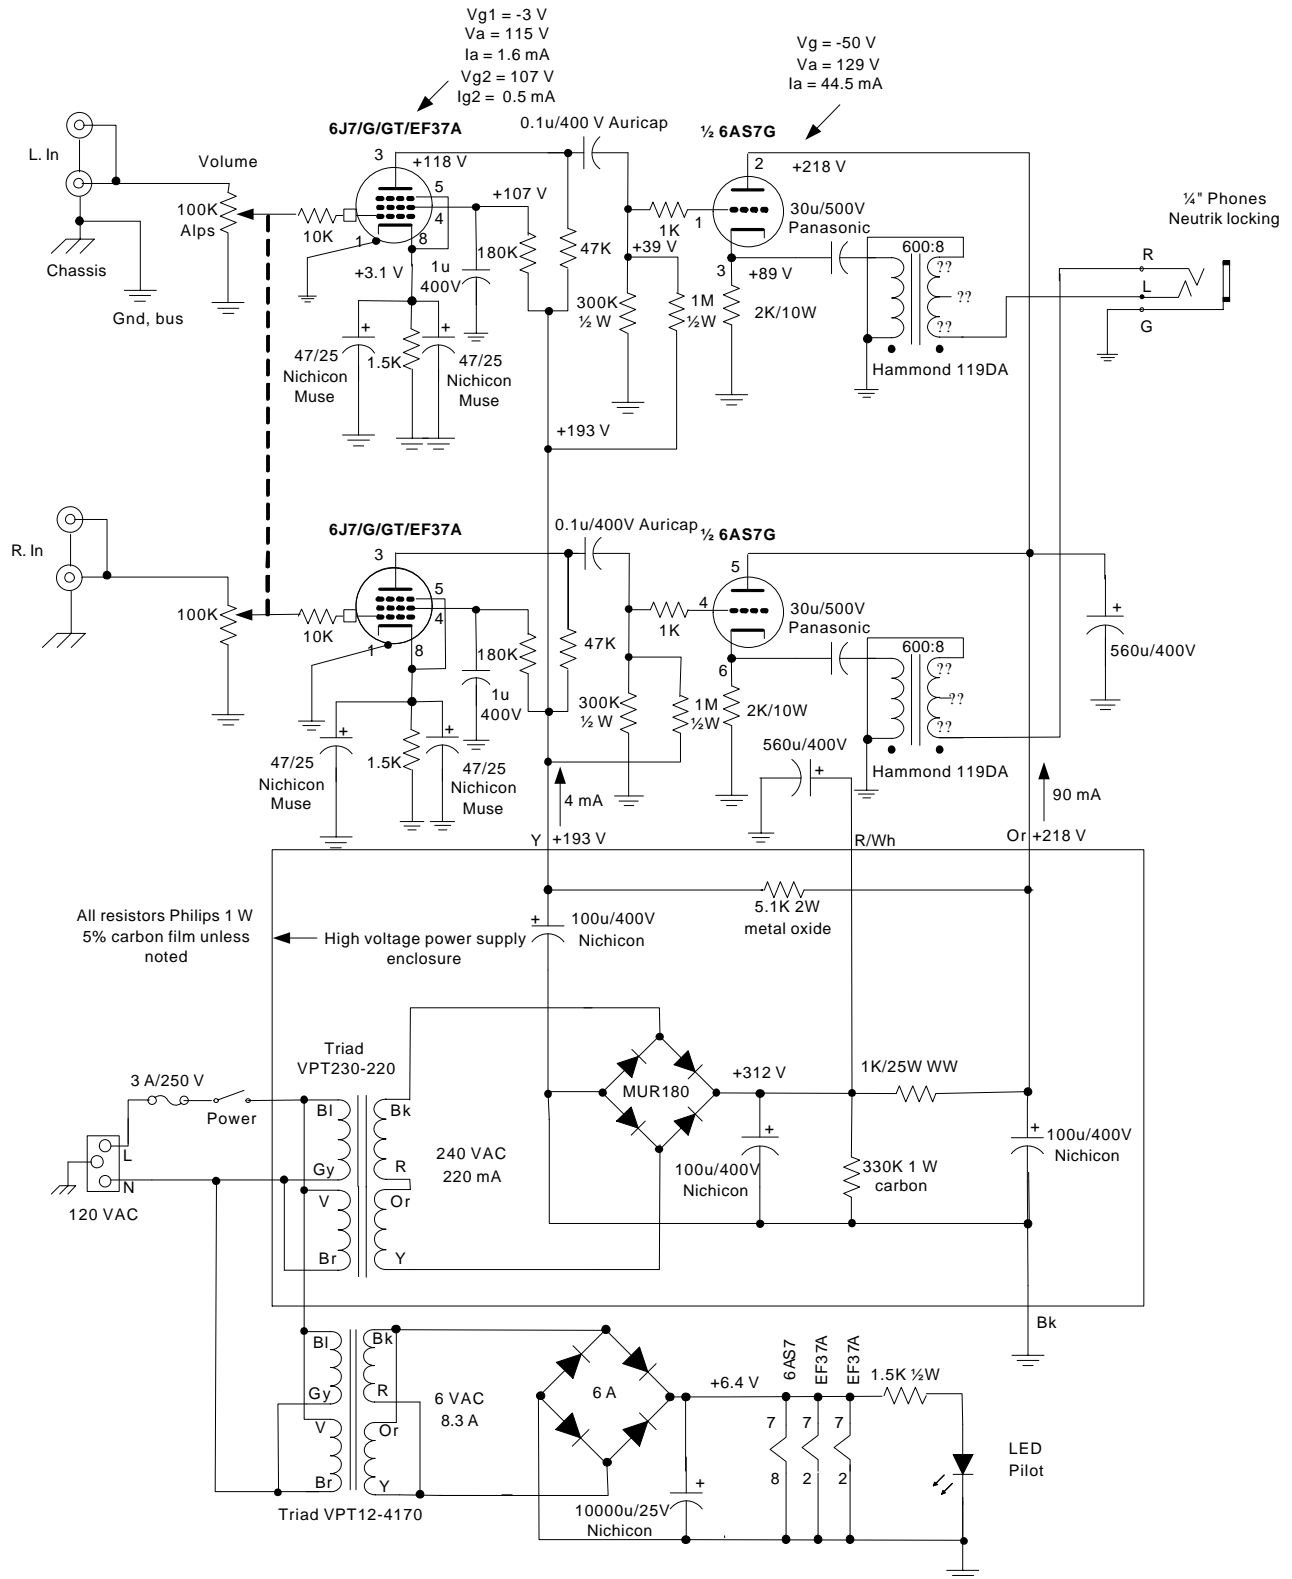 Vg1 = -3 V
Va = 115 V
Ia = 1.6 mA
Vg2 = 107 V
Ig2 = 0.5 mA
Vg = -50 V
Va = 129 V
Ia = 44.5 mA
6J7/G/GT/EF37A
0.1u/400 V Auricap
½ 6AS7G
L. In
Volume
3
+118 V
2
+218 V
5
+107 V
4
100K
Alps
10K
1
8
180K
47K
1K
1
30u/500V
Panasonic
600:8
??
??
??
¼" Phones
Neutrik locking
R
L
G
Chassis
Gnd, bus
+3.1 V
1u
400V
+39 V
3
+89 V
300K
½ W
1M
½W
2K/10W
47/25
Nichicon
Muse
1.5K
47/25
Nichicon
Muse
Hammond 119DA
+193 V
6J7/G/GT/EF37A
0.1u/400V Auricap
½ 6AS7G
R. In
3
5
5
4
100K
10K
1
8
180K
47K
1K
4
30u/500V
Panasonic
600:8
??
??
??
560u/400V
1u
400V
6
300K
½ W
1M
½W
2K/10W
47/25
Nichicon
Muse
1.5K
47/25
Nichicon
Muse
560u/400V
Hammond 119DA
4 mA
90 mA
Y
+193 V
R/Wh
Or
+218 V
All resistors Philips 1 W
5% carbon film unless
noted
High voltage power supply
enclosure
100u/400V
Nichicon
5.1K 2W
metal oxide
Triad
VPT230-220
3 A/250 V
Power
L
N
120 VAC
Bl
Bk
Gy
R
V
Or
Br
Y
240 VAC
220 mA
MUR180
+312 V
1K/25W WW
100u/400V
Nichicon
330K 1 W
carbon
100u/400V
Nichicon
Bk
Bl
Bk
Gy
R
V
Or
Br
Y
6 VAC
8.3 A
6 A
+6.4 V
6AS7
EF37A
EF37A
1.5K ½W
7
7
7
8
2
2
LED
Pilot
10000u/25V
Nichicon
Triad VPT12-4170